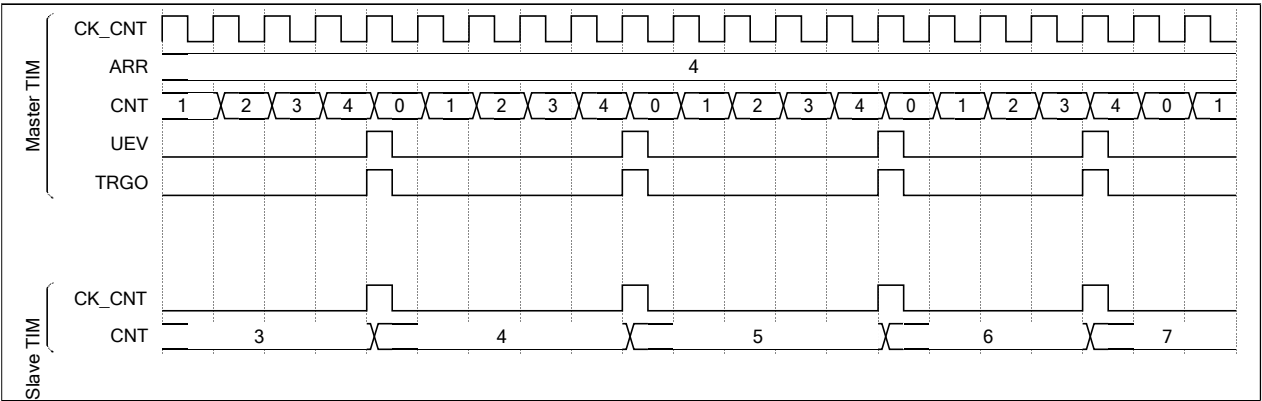 Master TIM
CK_CNT
ARR 4
CNT 1 2 3 4 0 1 2 3 4 0 1 2 3 4 0 1 2 3 4 0 1
UEV
TRGO
Slave TIM
CK_CNT
CNT 3 4 5 6 7